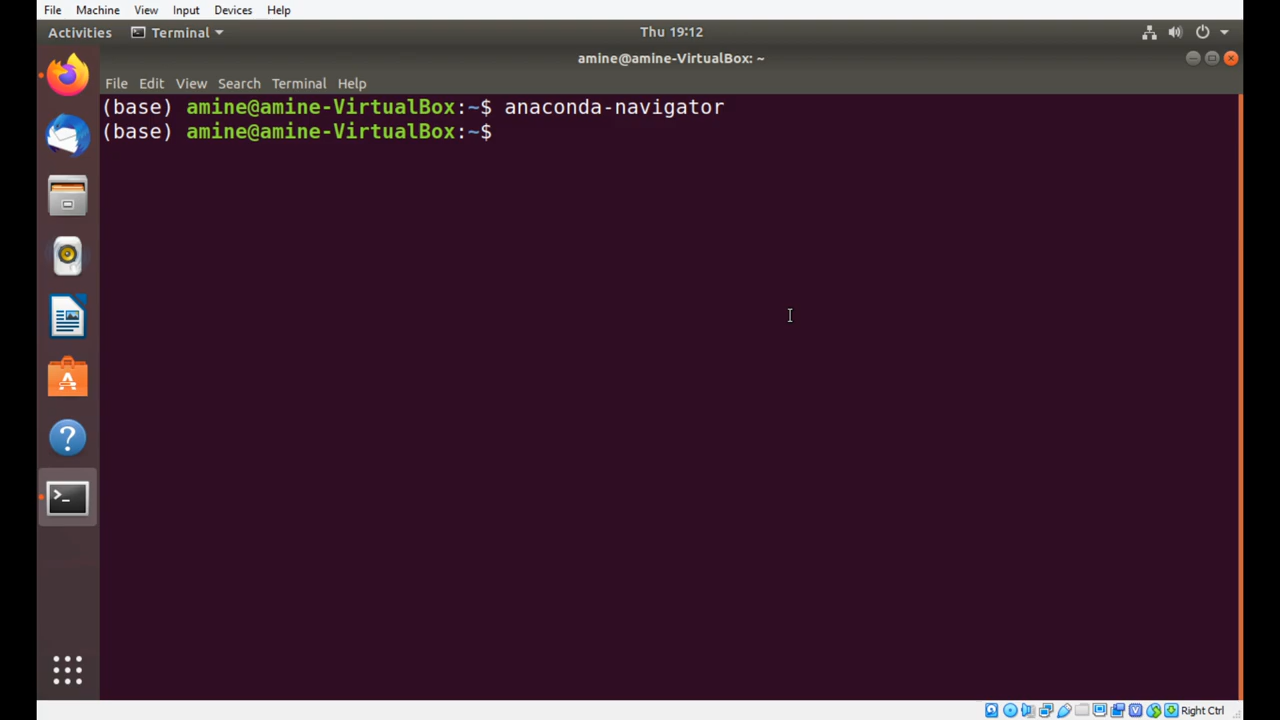 File Machine View Input Devices Help
Activities Terminal Thu 19:12
amine@amine-VirtualBox: ~
File Edit View Search Terminal Help
(base) amine@amine-VirtualBox:~$ anaconda-navigator
(base) amine@amine-VirtualBox:~$
Right Ctrl